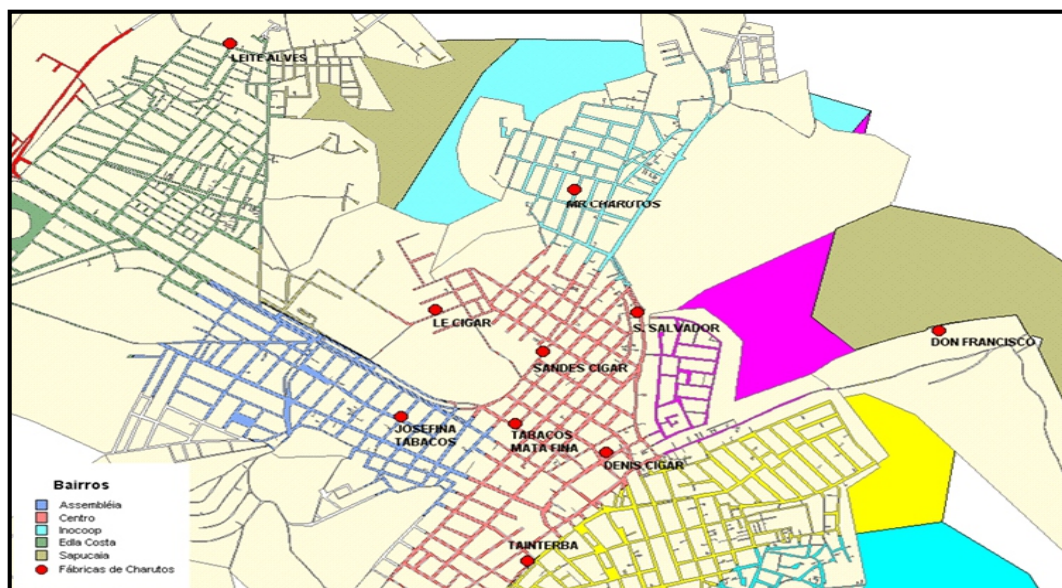 LEITE ALVES
MR CHARUTOS
LE CIGAR
S. SALVADOR
DON FRANCISCO
SANDES CIGAR
JOSEFINA
TABACOS
TABACOS
MATA FINA
DENIS CIGAR
TAINTERBA
Bairros
Assembléia
Centro
Inocoop
Edla Costa
Sapucaia
Fábricas de Charutos